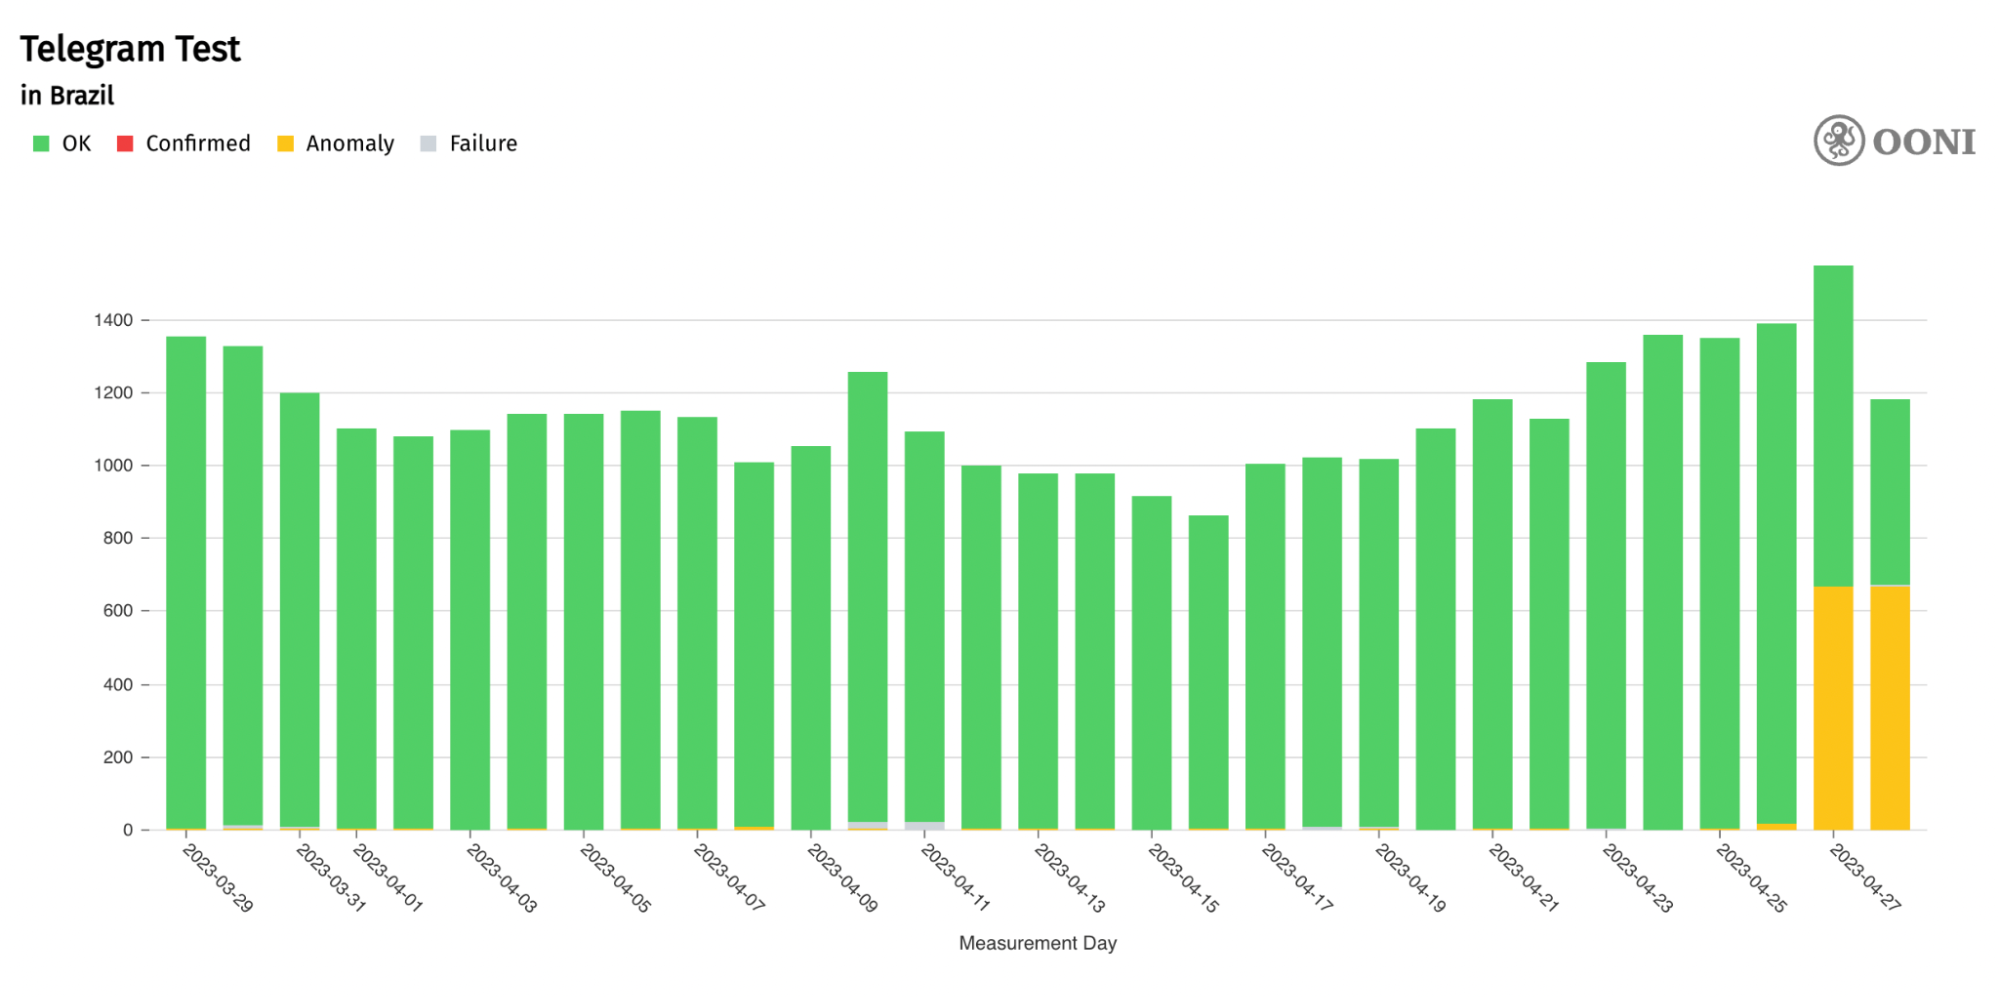 Telegram Test
in Brazil
OK Confirmed Anomaly Failure
OONI
1400
1200
1000
800
600
400
200
0
2023-03-29 2023-03-31 2023-04-01 2023-04-03 2023-04-05 2023-04-07 2023-04-09 2023-04-11 2023-04-13 2023-04-15 2023-04-17 2023-04-19 2023-04-21 2023-04-23 2023-04-25 2023-04-27
Measurement Day